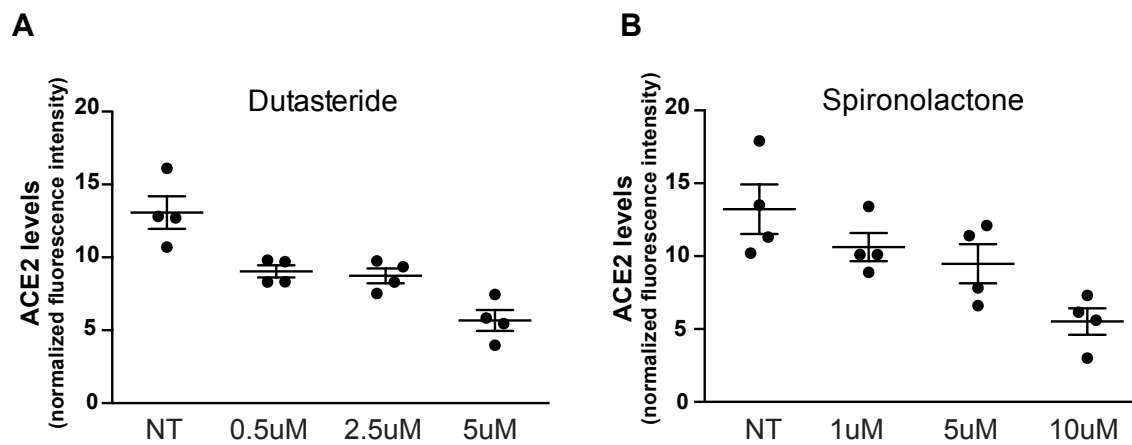 A
Dutasteride
ACE2 levels
(normalized fluorescence intensity)
20
15
10
5
0
NT 0.5uM 2.5uM 5uM
B
Spironolactone
ACE2 levels
(normalized fluorescence intensity)
20
15
10
5
0
NT 1uM 5uM 10uM